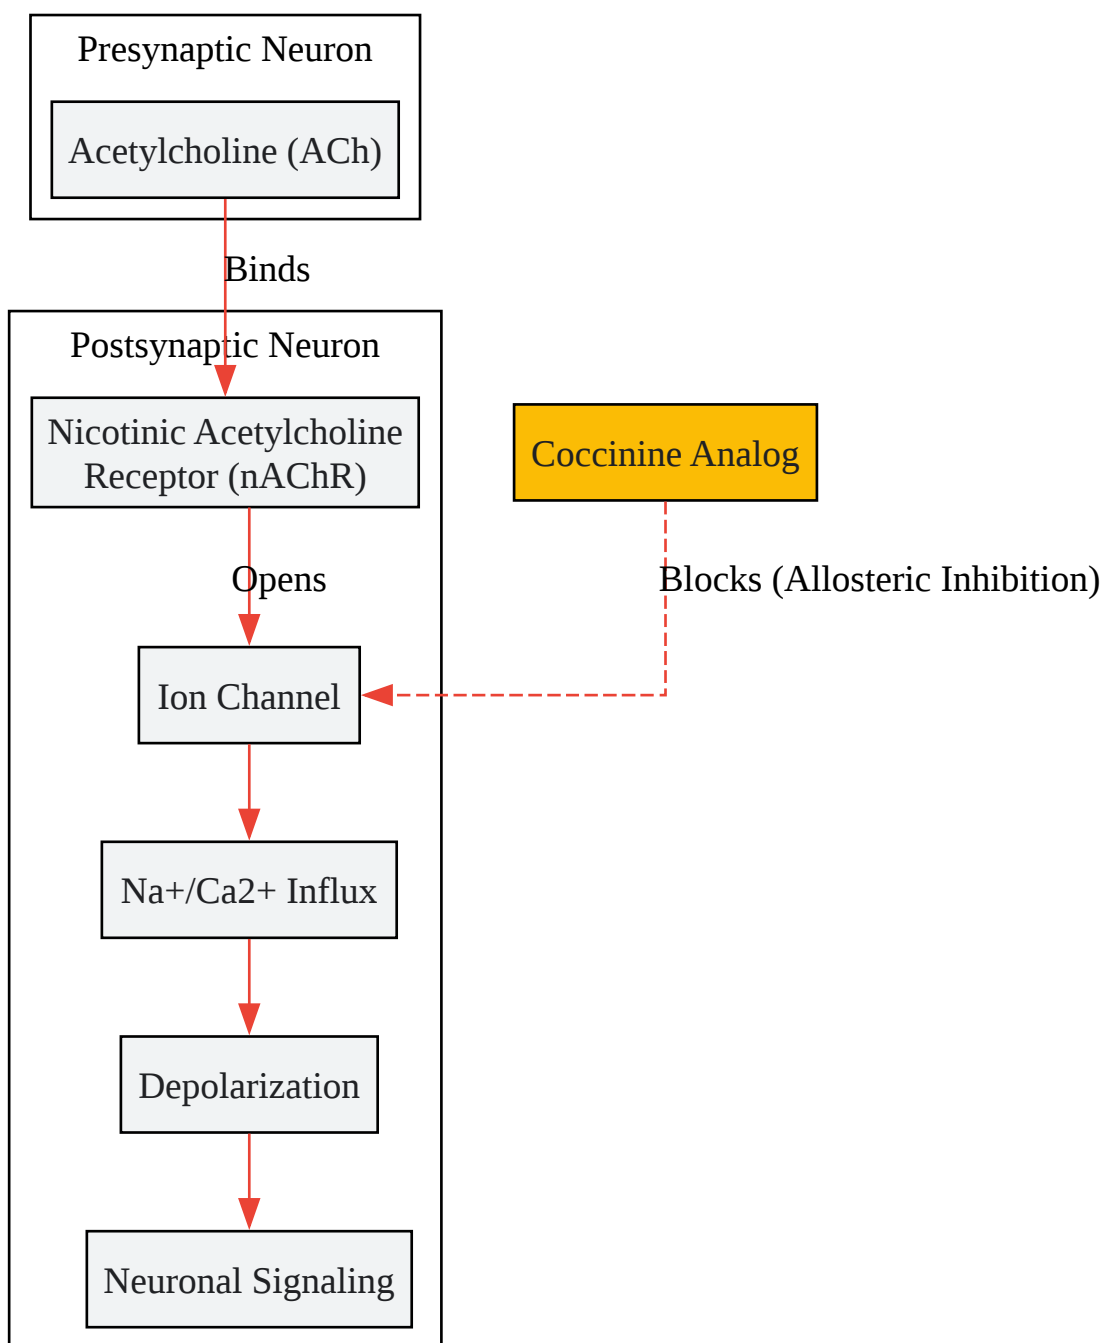 Presynaptic Neuron
Acetylcholine (ACh)
Binds
Postsynaptic Neuron
Nicotinic Acetylcholine
Receptor (nAChR)
Coccinine Analog
Opens
Blocks (Allosteric Inhibition)
Ion Channel
Na+/Ca2+ Influx
Depolarization
Neuronal Signaling